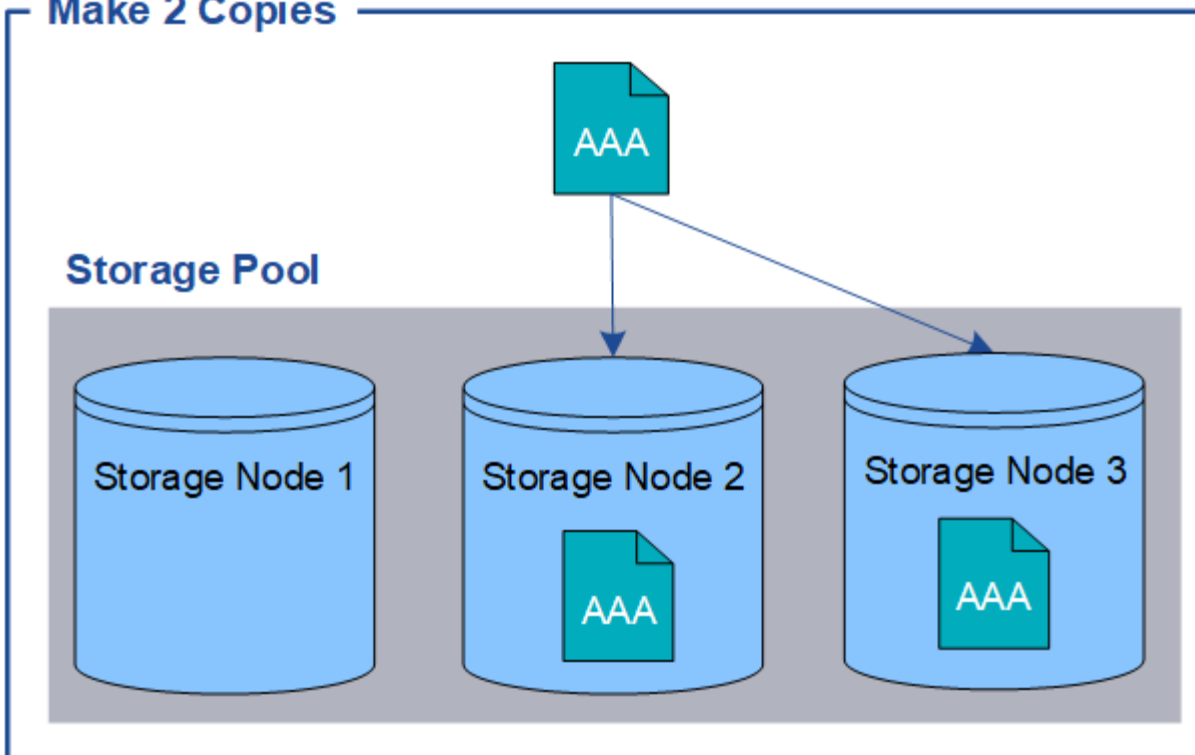 Make 2 Copies
AAA
Storage Pool
Storage Node 1
Storage Node 2
Storage Node 3
AAA
AAA